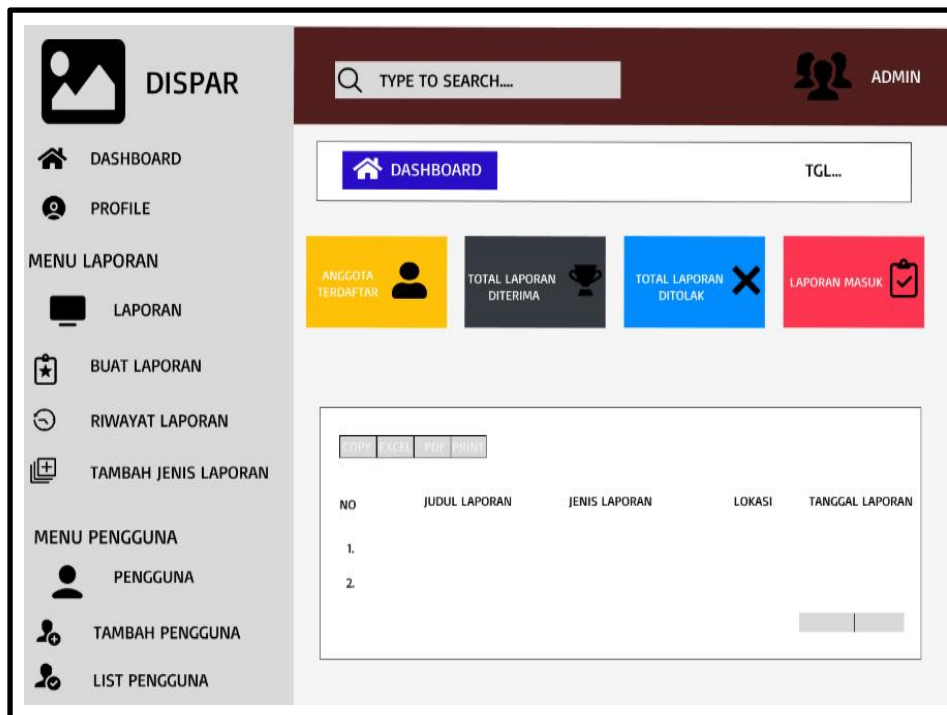 DISPAR
DASHBOARD
PROFILE
MENU LAPORAN
LAPORAN
BUAT LAPORAN
RIWAYAT LAPORAN
TAMBAH JENIS LAPORAN
MENU PENGGUNA
PENGGUNA
TAMBAH PENGGUNA
LIST PENGGUNA
TYPE TO SEARCH....
ADMIN
DASHBOARD
TGL...
ANGGOTA
TERDAFTAR
TOTAL LAPORAN
DITERIMA
TOTAL LAPORAN
DITOLAK
LAPORAN MASUK
COPY EXCEL PDF PRINT
NO JUDUL LAPORAN JENIS LAPORAN LOKASI TANGGAL LAPORAN
1.
2.